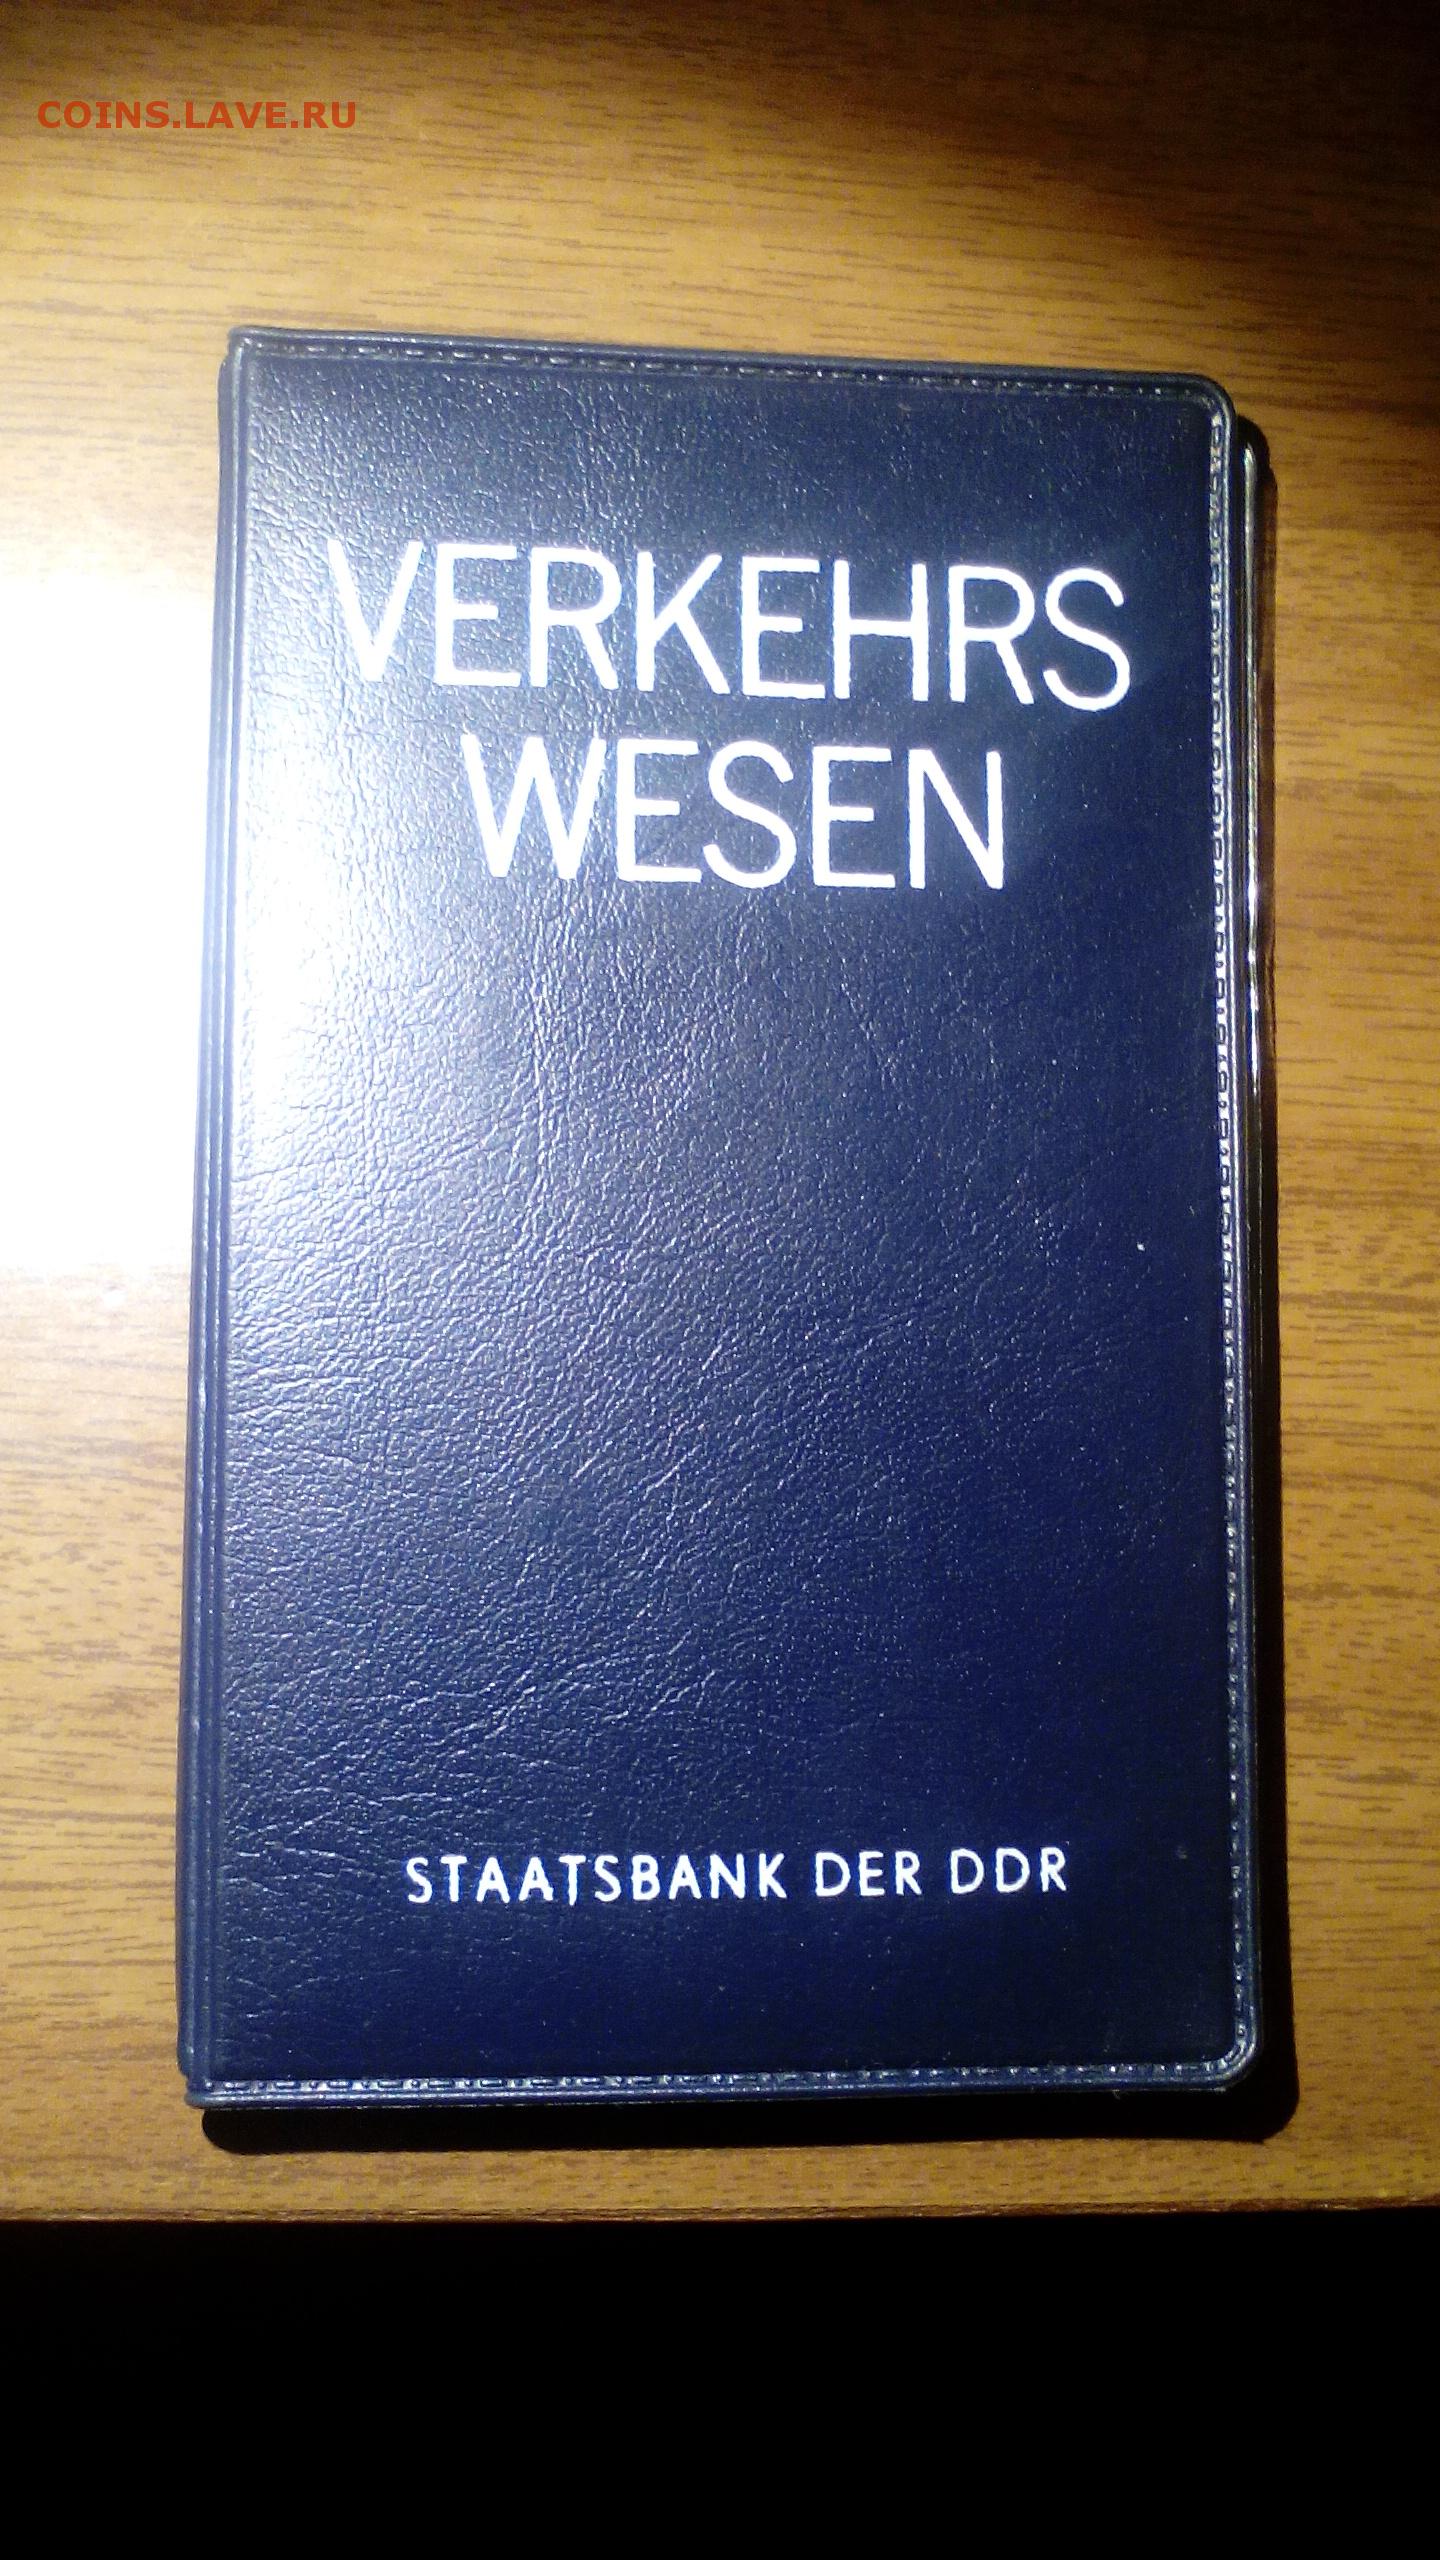 COINS.LAVE.RU
VERKEHRS
WESEN
STAATSBANK DER DDR